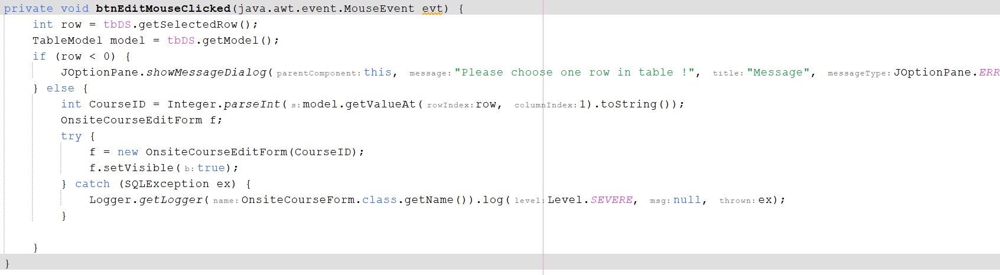 private void btnEditMouseClicked(java.awt.event.MouseEvent evt) {
int row = tbDS.getSelectedRow();
TableModel model = tbDS.getModel();
if (row < 0) {
JOptionPane.showMessageDialog( parentComponent: this, message: "Please choose one row in table !", title: "Message", messageType: JOptionPane.ERR
} else {
int CourseID = Integer.parseInt( s: model.getValueAt( rowIndex: row, columnIndex: 1).toString());
OnsiteCourseEditForm f;
try {
f = new OnsiteCourseEditForm(CourseID);
f.setVisible( b: true);
} catch (SQLException ex) {
Logger.getLogger( name: OnsiteCourseForm.class.getName()).log( level: Level.SEVERE, msg: null, thrown: ex);
}
}
}